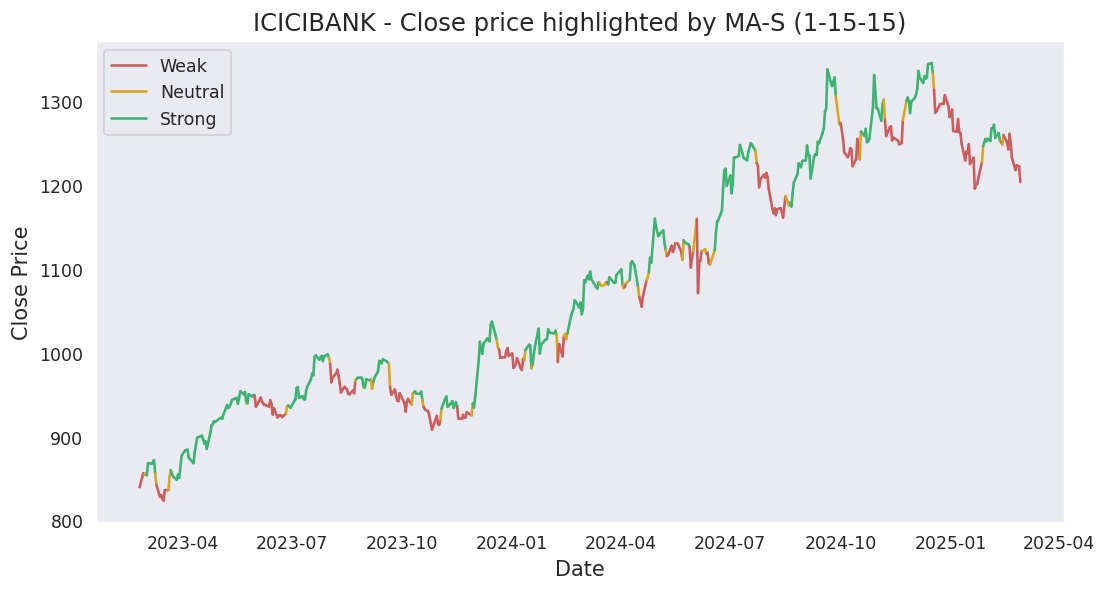 ICICIBANK - Close price highlighted by MA-S (1-15-15)
Weak
Neutral
Strong
Close Price
1300
1200
1100
1000
900
800
2023-04 2023-07 2023-10 2024-01 2024-04 2024-07 2024-10 2025-01 2025-04
Date